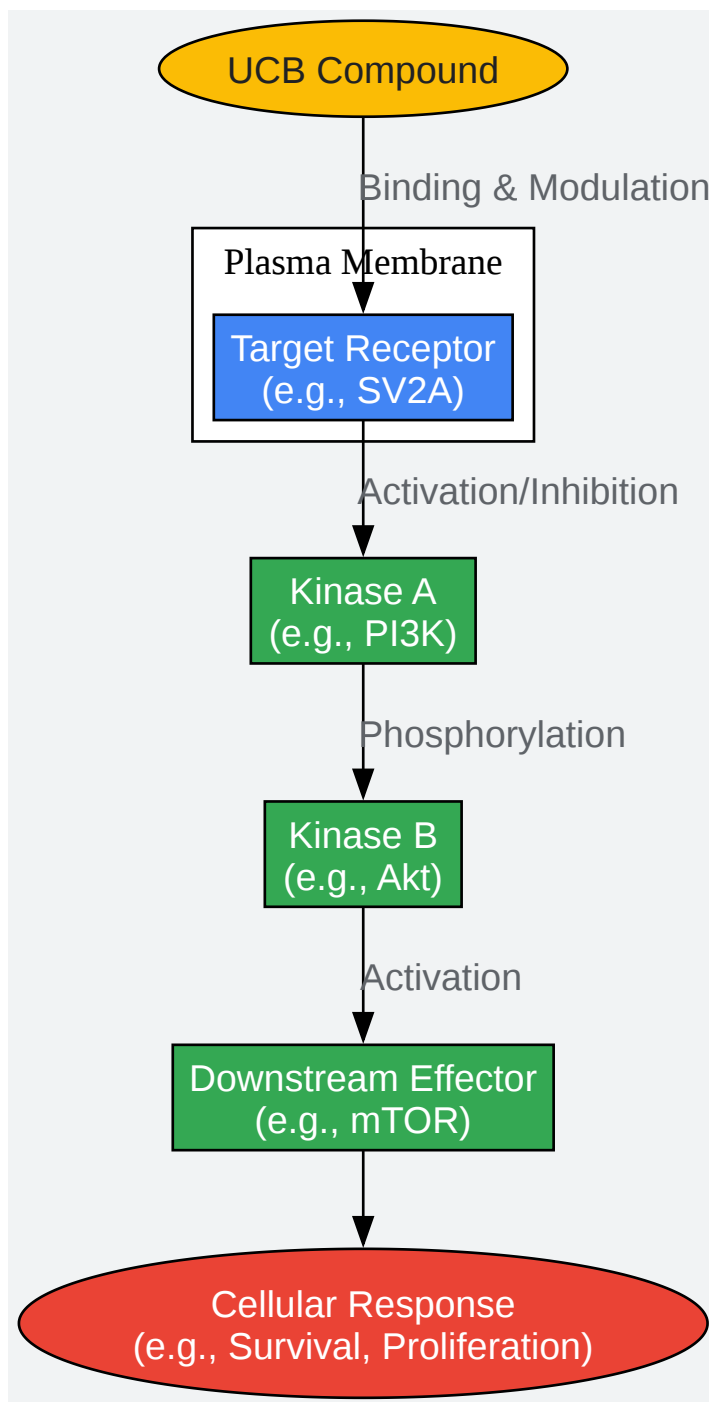 UCB Compound
Binding & Modulation
Plasma Membrane
Target Receptor
(e.g., SV2A)
Activation/Inhibition
Kinase A
(e.g., PI3K)
Phosphorylation
Kinase B
(e.g., Akt)
Activation
Downstream Effector
(e.g., mTOR)
Cellular Response
(e.g., Survival, Proliferation)